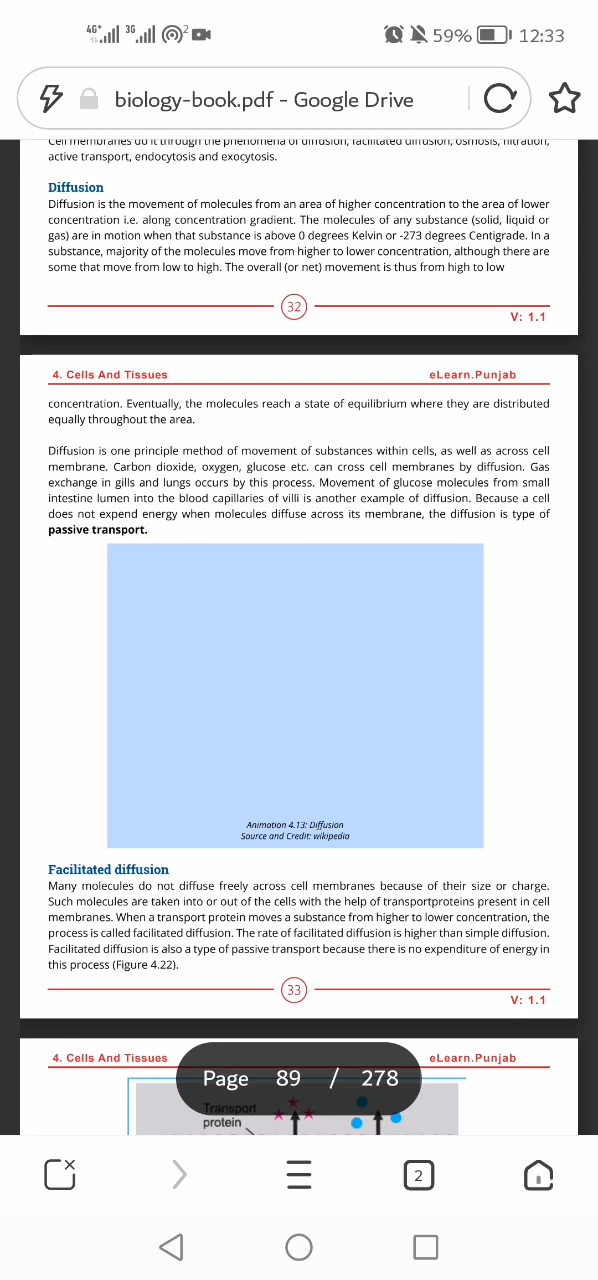 4G+ 3G 2 59% 12:33
biology-book.pdf - Google Drive
Cell membranes do it through the phenomena of diffusion, facilitated diffusion, osmosis, filtration,
active transport, endocytosis and exocytosis.
Diffusion
Diffusion is the movement of molecules from an area of higher concentration to the area of lower
concentration i.e. along concentration gradient. The molecules of any substance (solid, liquid or
gas) are in motion when that substance is above 0 degrees Kelvin or -273 degrees Centigrade. In a
substance, majority of the molecules move from higher to lower concentration, although there are
some that move from low to high. The overall (or net) movement is thus from high to low
32
V: 1.1
4. Cells And Tissues eLearn.Punjab
concentration. Eventually, the molecules reach a state of equilibrium where they are distributed
equally throughout the area.
Diffusion is one principle method of movement of substances within cells, as well as across cell
membrane. Carbon dioxide, oxygen, glucose etc. can cross cell membranes by diffusion. Gas
exchange in gills and lungs occurs by this process. Movement of glucose molecules from small
intestine lumen into the blood capillaries of villi is another example of diffusion. Because a cell
does not expend energy when molecules diffuse across its membrane, the diffusion is type of
passive transport.
Animation 4.13: Diffusion
Source and Credit: wikipedia
Facilitated diffusion
Many molecules do not diffuse freely across cell membranes because of their size or charge.
Such molecules are taken into or out of the cells with the help of transportproteins present in cell
membranes. When a transport protein moves a substance from higher to lower concentration, the
process is called facilitated diffusion. The rate of facilitated diffusion is higher than simple diffusion.
Facilitated diffusion is also a type of passive transport because there is no expenditure of energy in
this process (Figure 4.22).
33
V: 1.1
4. Cells And Tissues eLearn.Punjab
Page 89 / 278
Transport
protein
2